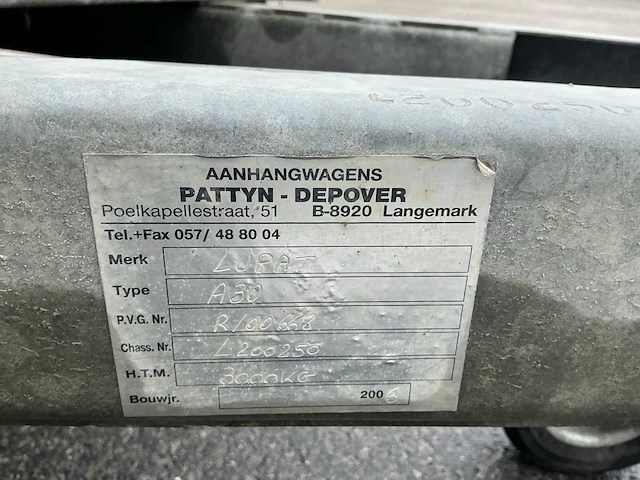 AANHANGWAGENS
PATTYN - DEPOVER
Poelkapellestraat, 51 B-8920 Langemark
Tel.+Fax 057/ 48 80 04
Merk LUPAT
Type A30
P.V.G. Nr. R/00668
Chass. Nr. L200250
H.T.M. 3000KG
Bouwjr. 2006